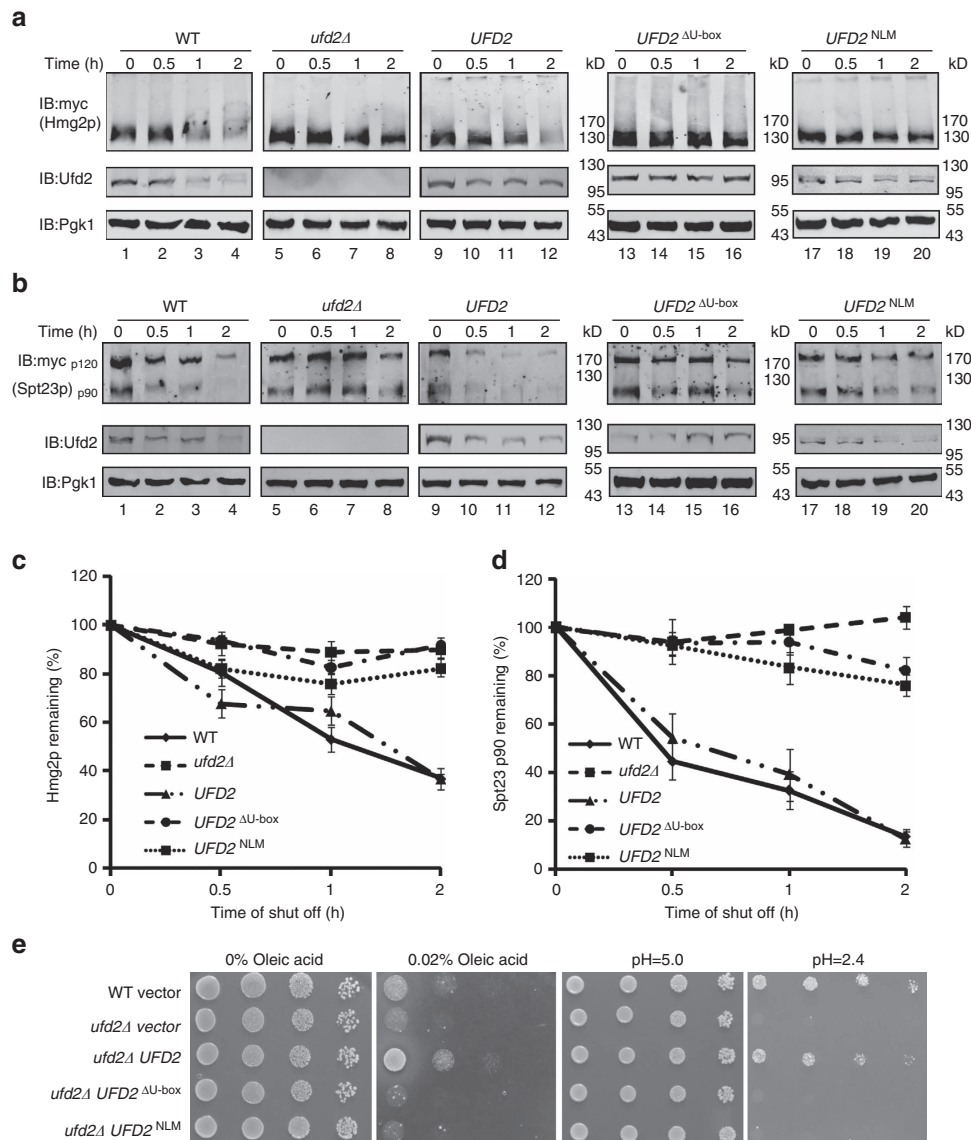 a
WT ufd2Δ UFD2 UFD2 ΔU-box UFD2 NLM
Time (h) 0 0.5 1 2 0 0.5 1 2 0 0.5 1 2 kD 0 0.5 1 2 kD 0 0.5 1 2 kD
IB:myc
(Hmg2p)
170 170
130 130
IB:Ufd2 130 130
95 95 95
IB:Pgk1 55 55
43 43
1 2 3 4 5 6 7 8 9 10 11 12 13 14 15 16 17 18 19 20
b
WT ufd2Δ UFD2 UFD2 ΔU-box UFD2 NLM
Time (h) 0 0.5 1 2 0 0.5 1 2 0 0.5 1 2 kD 0 0.5 1 2 kD 0 0.5 1 2 kD
IB:myc p120 170 170
130 130
(Spt23p) p90
IB:Ufd2 130 130
95 95 95
IB:Pgk1 55 55
43 43
1 2 3 4 5 6 7 8 9 10 11 12 13 14 15 16 17 18 19 20
c
Hmg2p remaining (%)
120
100
80
60
40
20
0
WT
ufd2Δ
UFD2
UFD2 ΔU-box
UFD2 NLM
0 0.5 1 2
Time of shut off (h)
d
Spt23 p90 remaining (%)
120
100
80
60
40
20
0
WT
ufd2Δ
UFD2
UFD2 ΔU-box
UFD2 NLM
0 0.5 1 2
Time of shut off (h)
e
0% Oleic acid 0.02% Oleic acid pH=5.0 pH=2.4
WT vector
ufd2Δ vector
ufd2Δ UFD2
ufd2Δ UFD2 ΔU-box
ufd2Δ UFD2 NLM